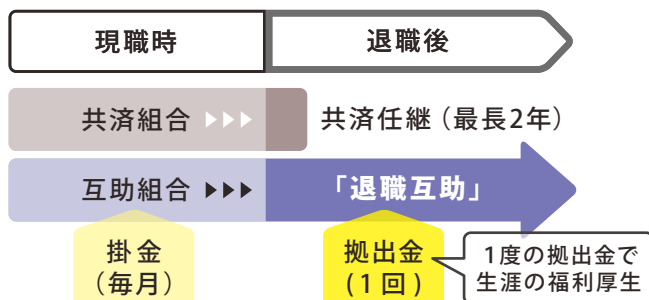 現職時
退職後
共済組合 ▶▶▶
共済任継（最長2年）
互助組合 ▶▶▶
「退職互助」
掛金
（毎月）
拠出金
(1回)
1度の拠出金で
生涯の福利厚生